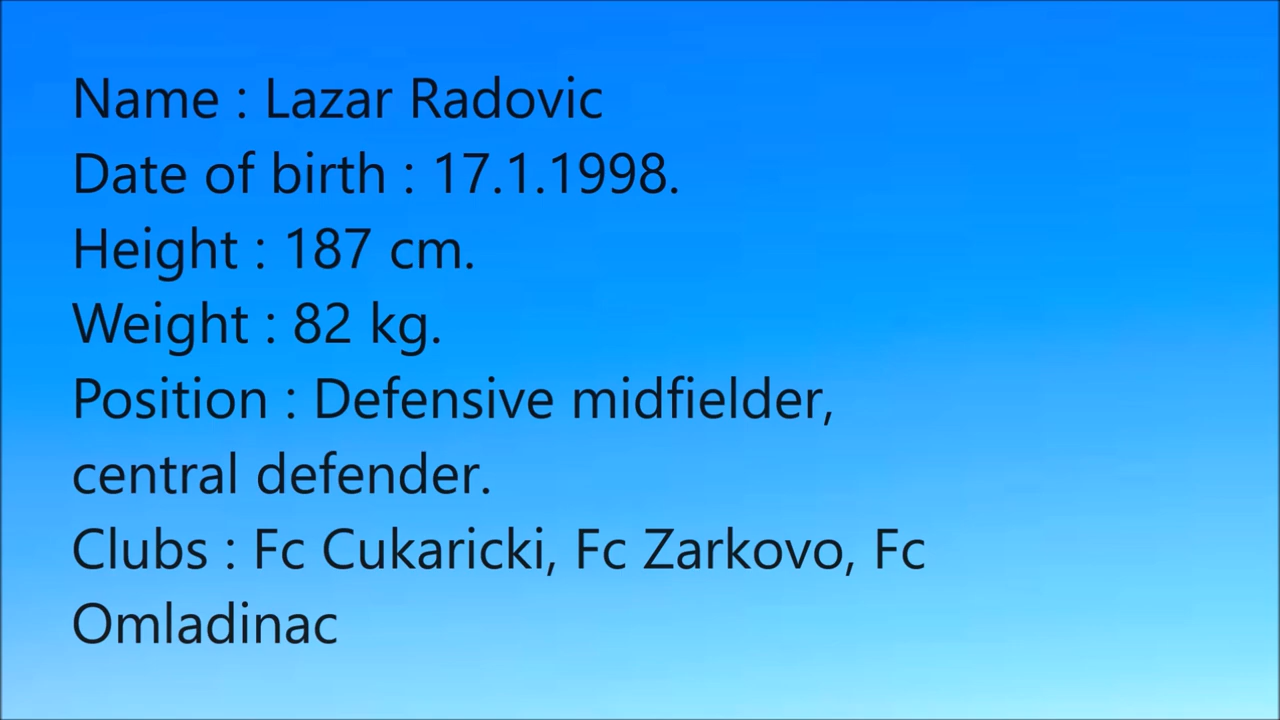 Name : Lazar Radovic
Date of birth : 17.1.1998.
Height : 187 cm.
Weight : 82 kg.
Position : Defensive midfielder,
central defender.
Clubs : Fc Cukaricki, Fc Zarkovo, Fc
Omladinac